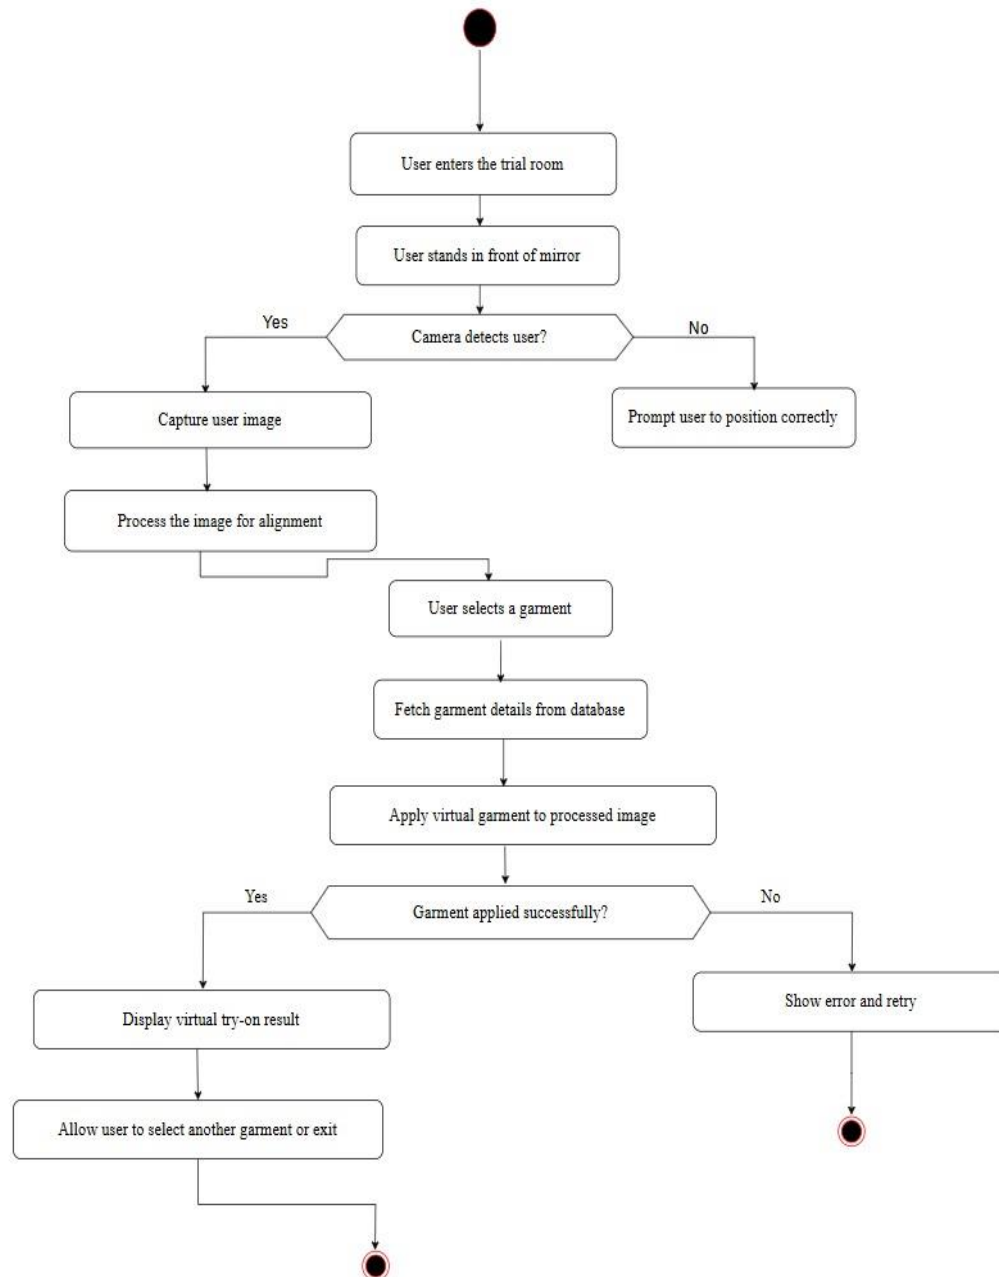 User enters the trial room
User stands in front of mirror
Yes
Camera detects user?
No
Capture user image
Prompt user to position correctly
Process the image for alignment
User selects a garment
Fetch garment details from database
Apply virtual garment to processed image
Yes
Garment applied successfully?
No
Display virtual try-on result
Show error and retry
Allow user to select another garment or exit